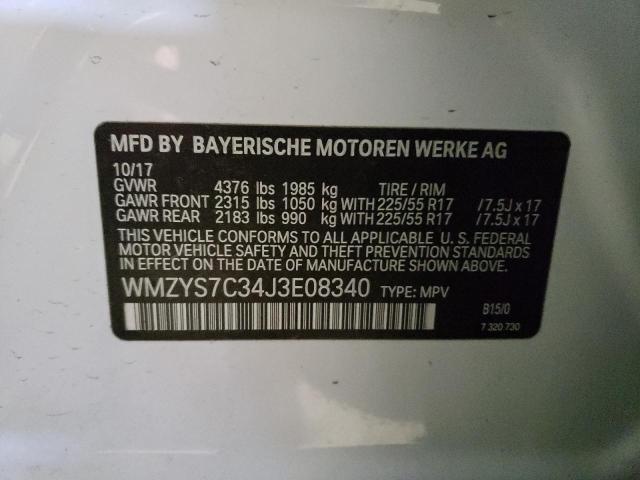 MFD BY BAYERISCHE MOTOREN WERKE AG
10/17
GVWR 4376 lbs 1985 kg TIRE / RIM
GAWR FRONT 2315 lbs 1050 kg WITH 225/55 R17 /7.5J x 17
GAWR REAR 2183 lbs 990 kg WITH 225/55 R17 /7.5J x 17
THIS VEHICLE CONFORMS TO ALL APPLICABLE U. S. FEDERAL
MOTOR VEHICLE SAFETY AND THEFT PREVENTION STANDARDS
IN EFFECT ON THE DATE OF MANUFACTURE SHOWN ABOVE.
WMZYS7C34J3E08340 TYPE: MPV
B15/0
7 320 730